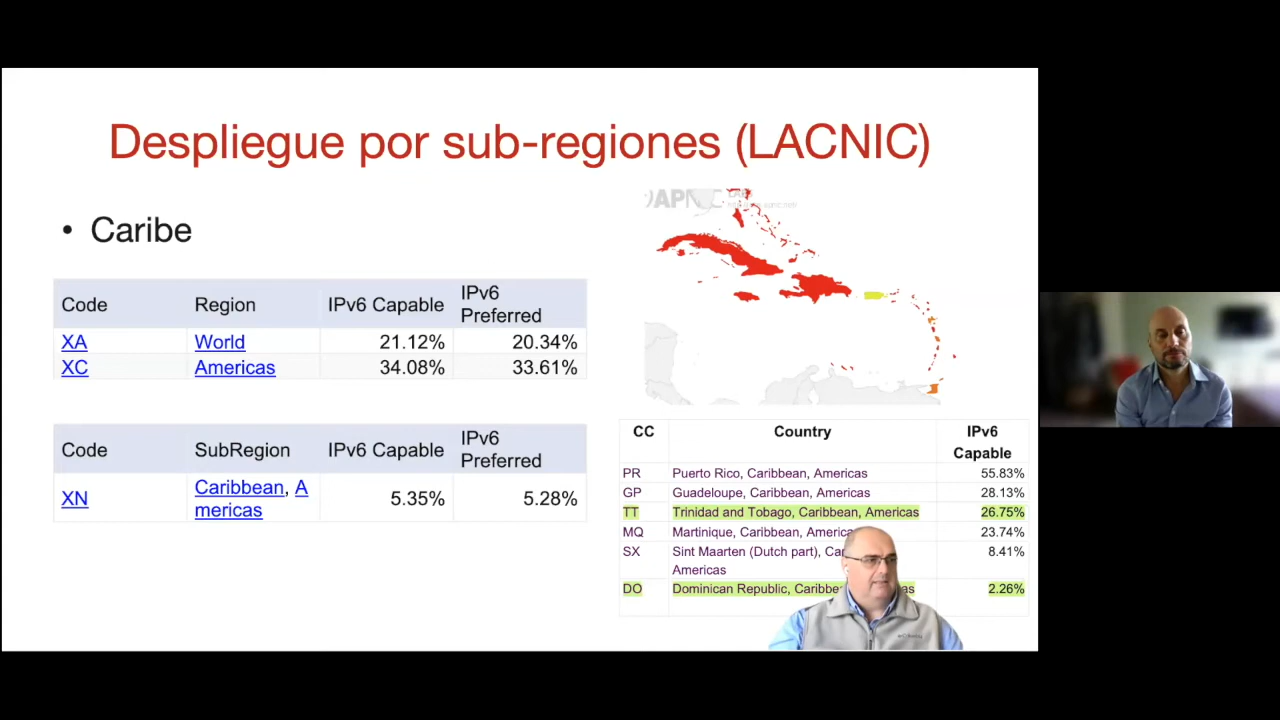 Despliegue por sub-regiones (LACNIC)
• Caribe
Code Region IPv6 Capable IPv6 Preferred
XA World 21.12% 20.34%
XC Americas 34.08% 33.61%
Code SubRegion IPv6 Capable IPv6 Preferred
XN Caribbean, A
mericas 5.35% 5.28%
CC Country IPv6 Capable
PR Puerto Rico, Caribbean, Americas 55.83%
GP Guadeloupe, Caribbean, Americas 28.13%
TT Trinidad and Tobago, Caribbean, Americas 26.75%
MQ Martinique, Caribbean, 23.74%
SX Sint Maarten (Dutch part), 8.41%
Americas
DO Dominican Republic, 2.26%